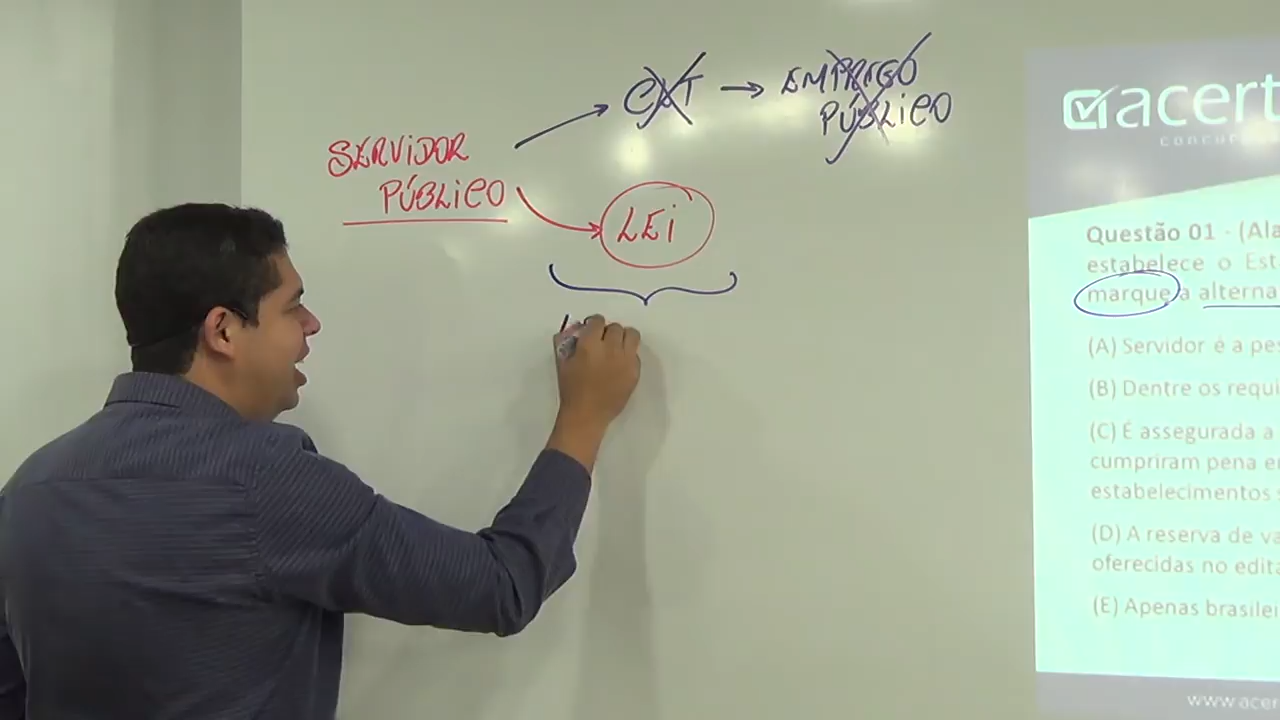 SERVIDOR
PÚBLICO
CLT → EMPREGO
PÚBLICO
LEI
acert
Questão 01 - (Ala
estabelece o Est
marque a alterna
(A) Servidor é a pes
(B) Dentre os requi
(C) É assegurada a
cumpriram pena e
estabelecimentos
(D) A reserva de va
oferecidas no edita
(E) Apenas brasilei
www.acer